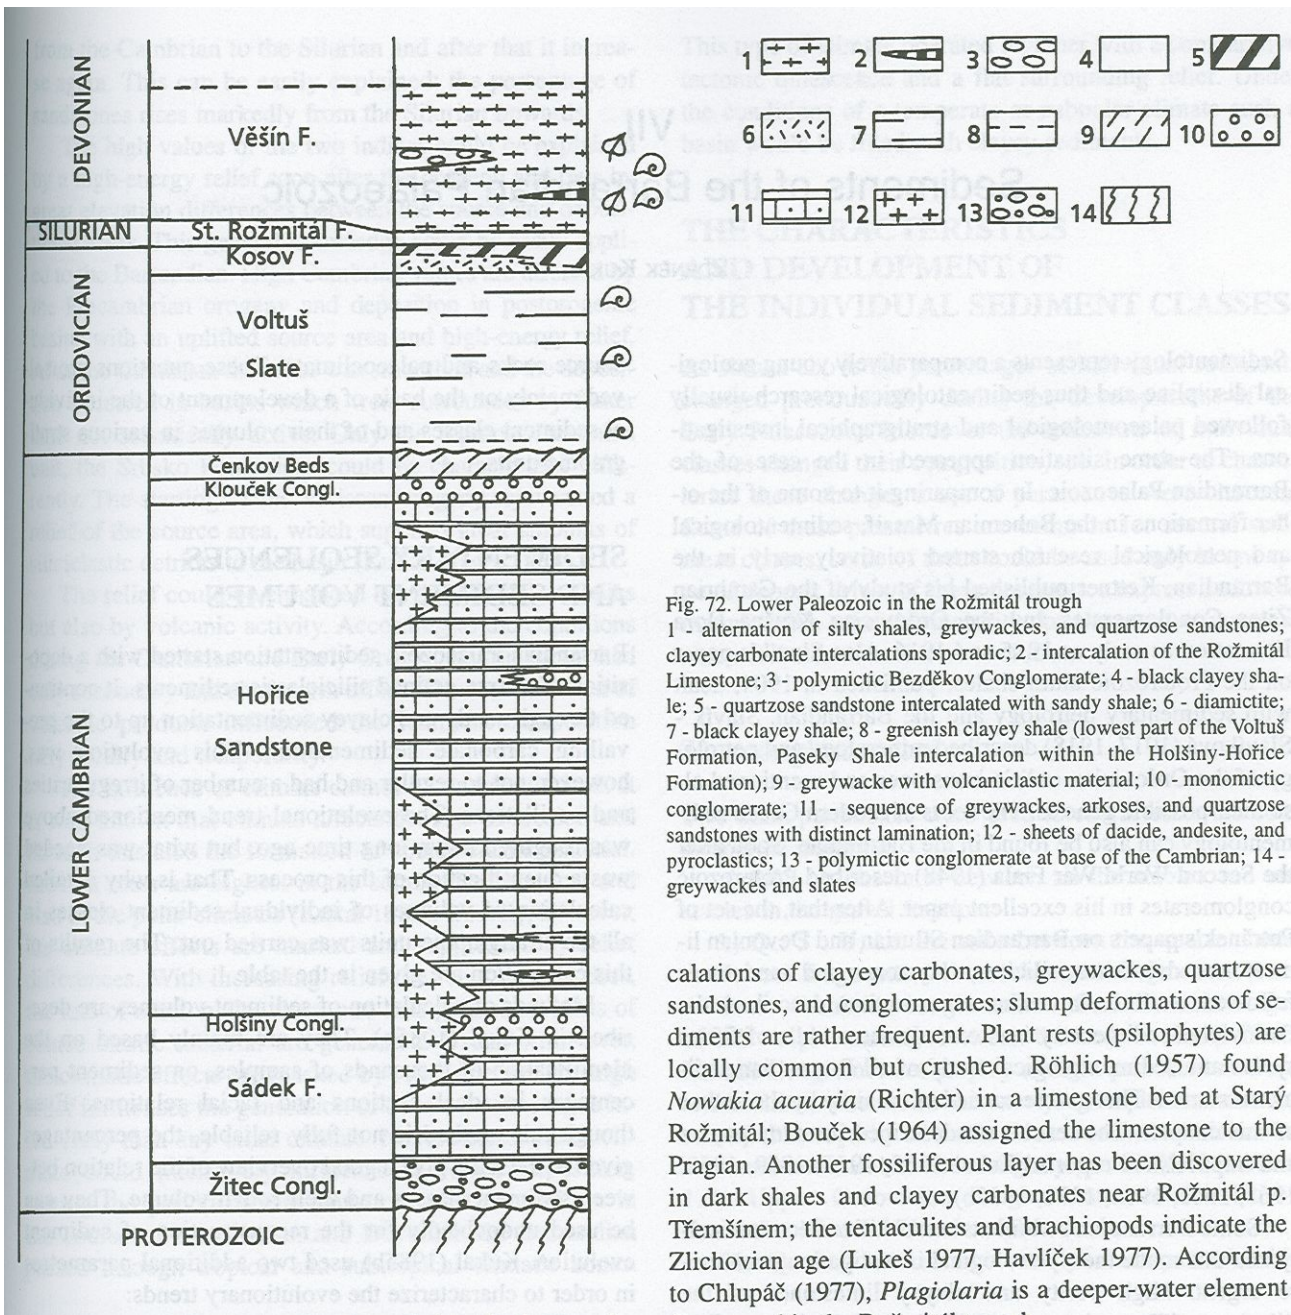 DEVONIAN
Věšín F.
SILURIAN
St. Rožmitál F.
Kosov F.
ORDOVICIAN
Voltuš
Slate
Čenkov Beds
Klouček Congl.
LOWER CAMBRIAN
Hořice
Sandstone
Holšiny Congl.
Sádek F.
Žitec Congl.
PROTEROZOIC
1 2 3 4 5
6 7 8 9 10
11 12 13 14
Fig. 72. Lower Paleozoic in the Rožmitál trough
1 - alternation of silty shales, greywackes, and quartzose sandstones;
clayey carbonate intercalations sporadic; 2 - intercalation of the Rožmitál
Limestone; 3 - polymictic Bezděkov Conglomerate; 4 - black clayey sha-
le; 5 - quartzose sandstone intercalated with sandy shale; 6 - diamictite;
7 - black clayey shale; 8 - greenish clayey shale (lowest part of the Voltuš
Formation, Paseky Shale intercalation within the Holšiny-Hořice
Formation); 9 - greywacke with volcaniclastic material; 10 - monomictic
conglomerate; 11 - sequence of greywackes, arkoses, and quartzose
sandstones with distinct lamination; 12 - sheets of dacide, andesite, and
pyroclastics; 13 - polymictic conglomerate at base of the Cambrian; 14 -
greywackes and slates
calations of clayey carbonates, greywackes, quartzose
sandstones, and conglomerates; slump deformations of se-
diments are rather frequent. Plant rests (psilophytes) are
locally common but crushed. Röhlich (1957) found
Nowakia acuaria (Richter) in a limestone bed at Starý
Rožmitál; Bouček (1964) assigned the limestone to the
Pragian. Another fossiliferous layer has been discovered
in dark shales and clayey carbonates near Rožmitál p.
Třemšínem; the tentaculites and brachiopods indicate the
Zlichovian age (Lukeš 1977, Havlíček 1977). According
to Chlupáč (1977), Plagiolaria is a deeper-water element